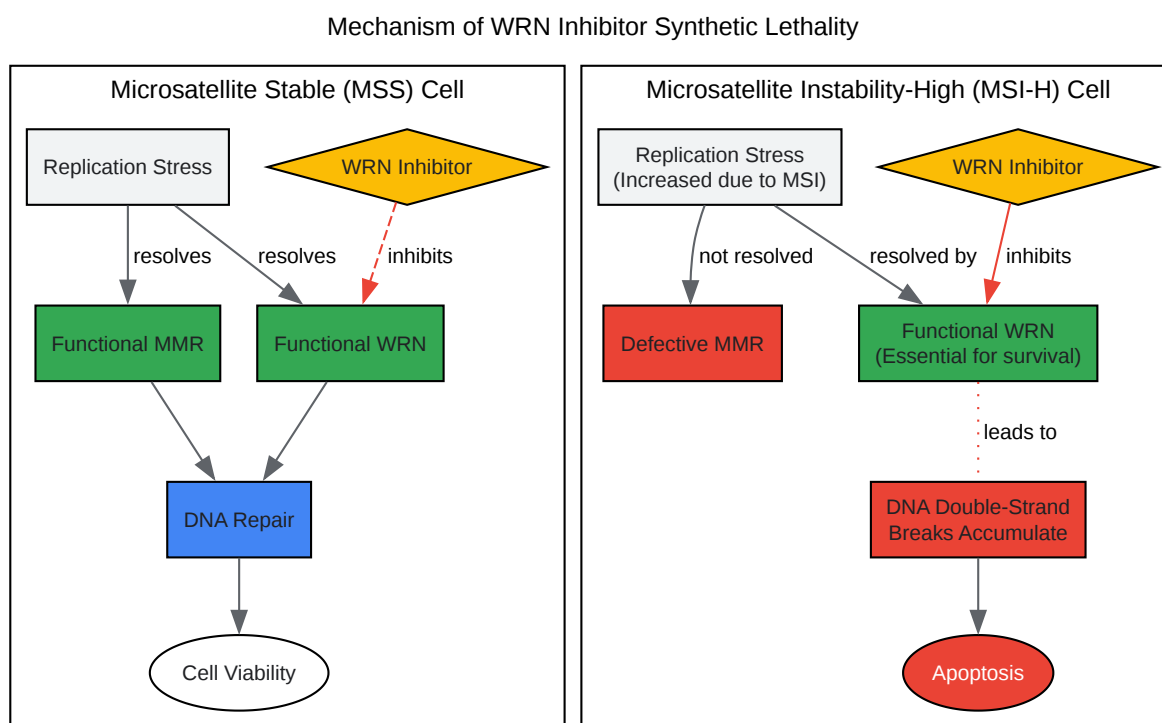 Mechanism of WRN Inhibitor Synthetic Lethality
Microsatellite Stable (MSS) Cell
Replication Stress
WRN Inhibitor
resolves
resolves
inhibits
Functional MMR
Functional WRN
DNA Repair
Cell Viability
Microsatellite Instability-High (MSI-H) Cell
Replication Stress
(Increased due to MSI)
WRN Inhibitor
not resolved
resolved by
inhibits
Defective MMR
Functional WRN
(Essential for survival)
leads to
DNA Double-Strand
Breaks Accumulate
Apoptosis